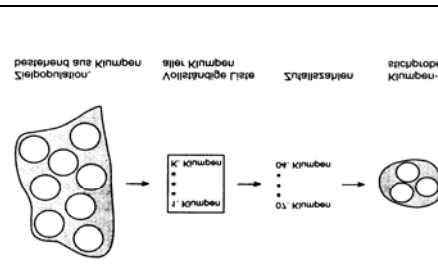 1. Klumpen
K. Klumpen
07. Klumpen
04. Klumpen
Zielpopulation,
bestehend aus Klumpen
Vollständige Liste
aller Klumpen
Zufallszahlen
Klumpen-
stichprobe